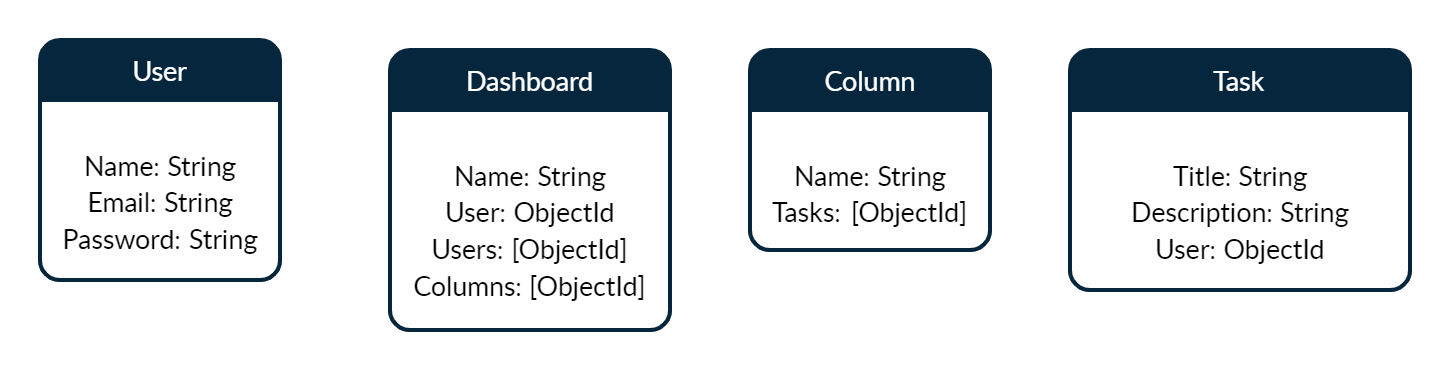 User
Name: String
Email: String
Password: String
Dashboard
Name: String
User: ObjectId
Users: [ObjectId]
Columns: [ObjectId]
Column
Name: String
Tasks: [ObjectId]
Task
Title: String
Description: String
User: ObjectId